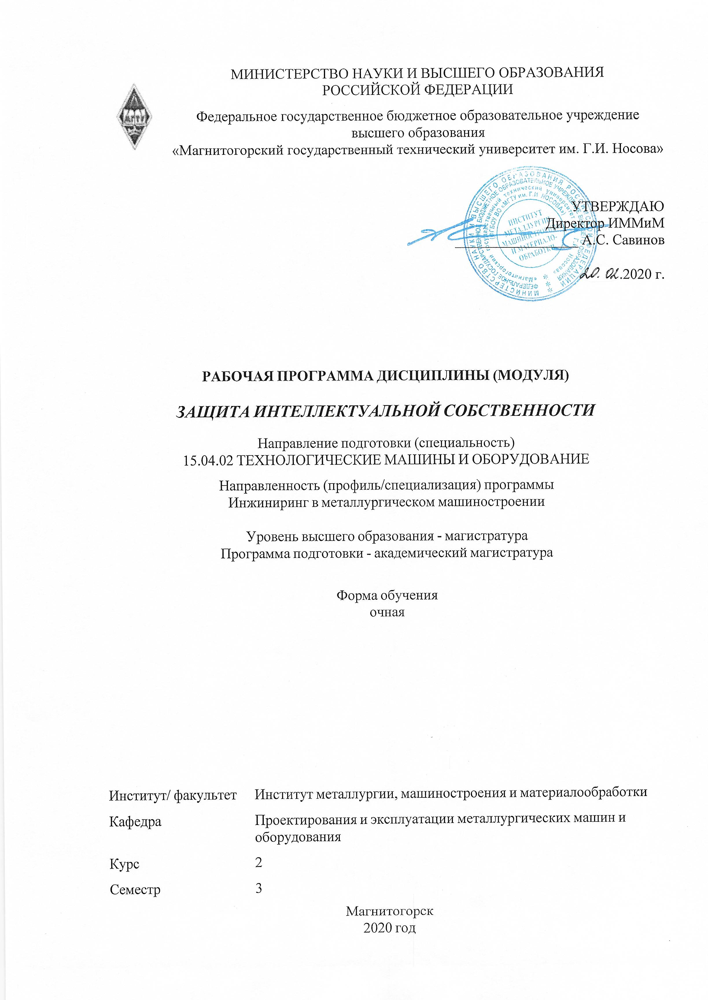 МИНИСТЕРСТВО НАУКИ И ВЫСШЕГО ОБРАЗОВАНИЯ
РОССИЙСКОЙ ФЕДЕРАЦИИ
Федеральное государственное бюджетное образовательное учреждение
высшего образования
«Магнитогорский государственный технический университет им. Г.И. Носова»
УТВЕРЖДАЮ
Директор ИММиМ
А.С. Савинов
20. 02.2020 г.
МИНИСТЕРСТВО НАУКИ И ВЫСШЕГО ОБРАЗОВАНИЯ РОССИЙСКОЙ ФЕДЕРАЦИИ
ФЕДЕРАЛЬНОЕ ГОСУДАРСТВЕННОЕ БЮДЖЕТНОЕ ОБРАЗОВАТЕЛЬНОЕ УЧРЕЖДЕНИЕ ВЫСШЕГО ОБРАЗОВАНИЯ
«Магнитогорский государственный технический университет им. Г.И. Носова»
(ФГБОУ ВО «МГТУ им. Г.И. НОСОВА»)
ИНСТИТУТ
МЕТАЛЛУРГИИ,
МАШИНОСТРОЕНИЯ
И МАТЕРИАЛО-
ОБРАБОТКИ
РАБОЧАЯ ПРОГРАММА ДИСЦИПЛИНЫ (МОДУЛЯ)
ЗАЩИТА ИНТЕЛЛЕКТУАЛЬНОЙ СОБСТВЕННОСТИ
Направление подготовки (специальность)
15.04.02 ТЕХНОЛОГИЧЕСКИЕ МАШИНЫ И ОБОРУДОВАНИЕ
Направленность (профиль/специализация) программы
Инжиниринг в металлургическом машиностроении
Уровень высшего образования - магистратура
Программа подготовки - академический магистратура
Форма обучения
очная
Институт/ факультет Институт металлургии, машиностроения и материалообработки
Кафедра Проектирования и эксплуатации металлургических машин и
оборудования
Курс 2
Семестр 3
Магнитогорск
2020 год